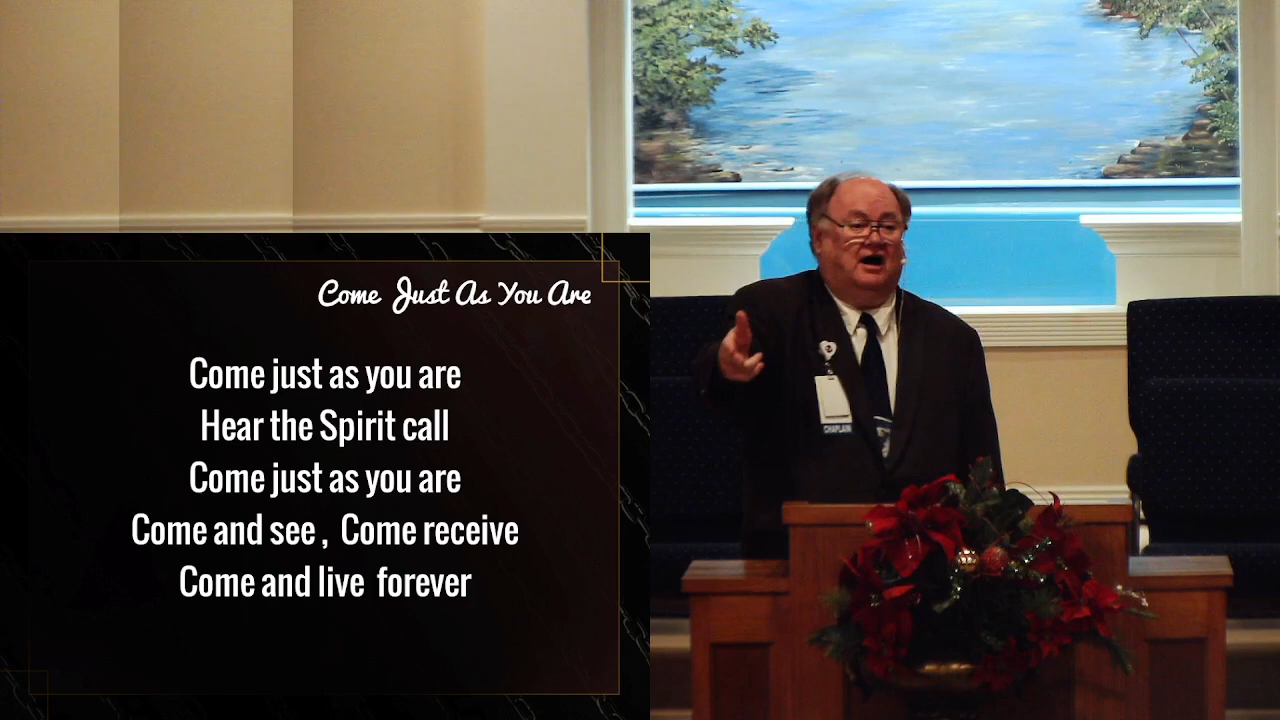 Come Just As You Are
Come just as you are
Hear the Spirit call
Come just as you are
Come and see , Come receive
Come and live forever
CHAPLAIN